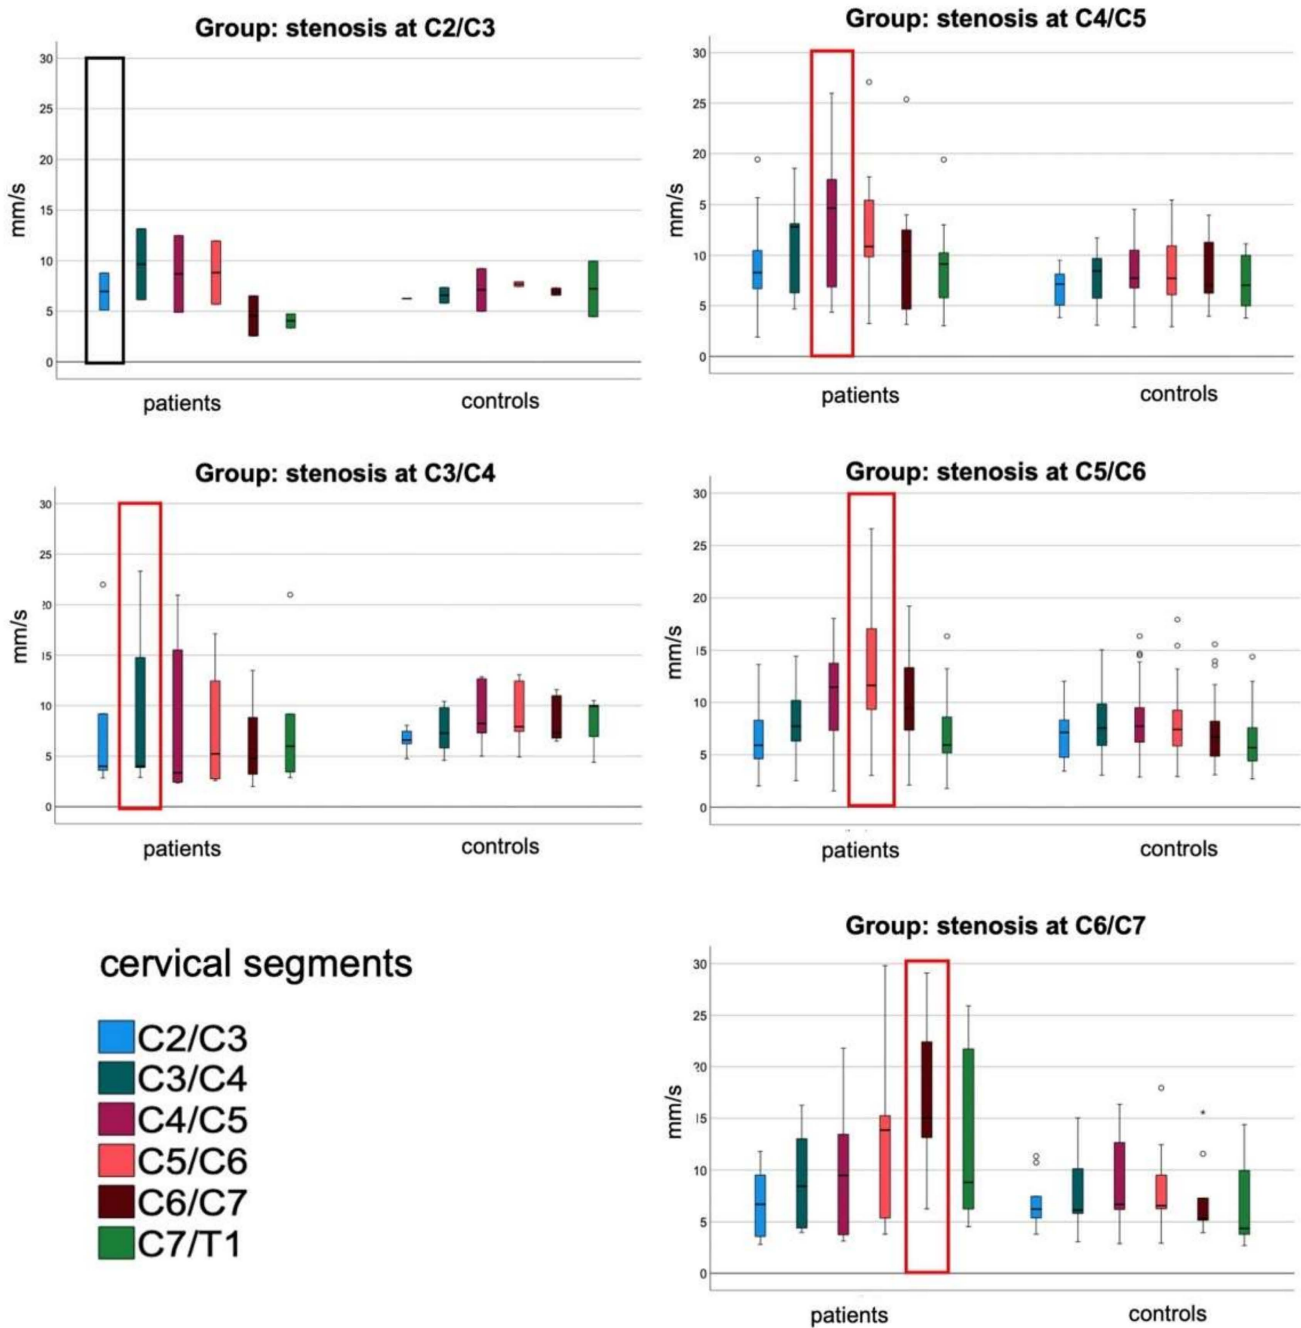 Group: stenosis at C2/C3
30
25
20
15
10
5
0
mm/s
patients
controls
Group: stenosis at C4/C5
30
25
20
5
10
5
0
mm/s
patients
controls
Group: stenosis at C3/C4
30
25
20
15
10
5
0
mm/s
patients
controls
Group: stenosis at C5/C6
30
25
20
15
10
5
0
mm/s
patients
controls
Group: stenosis at C6/C7
30
25
20
15
10
5
0
mm/s
patients
controls
cervical segments
C2/C3
C3/C4
C4/C5
C5/C6
C6/C7
C7/T1